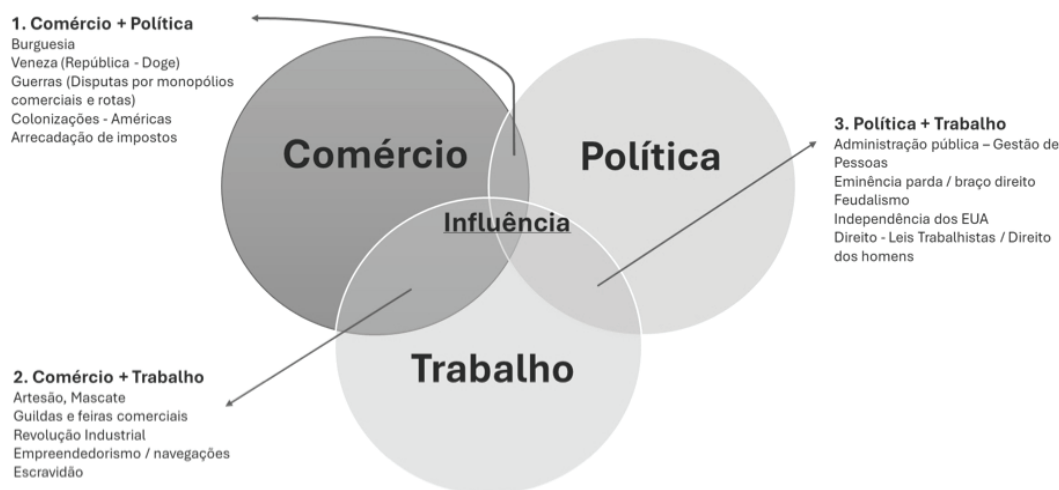 1. Comércio + Política
Burguesia
Veneza (República - Doge)
Guerras (Disputas por monopólios
comerciais e rotas)
Colonizações - Américas
Arrecadação de impostos
Comércio
Política
Influência
Trabalho
3. Política + Trabalho
Administração pública – Gestão de
Pessoas
Eminência parda / braço direito
Feudalismo
Independência dos EUA
Direito - Leis Trabalhistas / Direito
dos homens
2. Comércio + Trabalho
Artesão, Mascate
Guildas e feiras comerciais
Revolução Industrial
Empreendedorismo / navegações
Escravidão